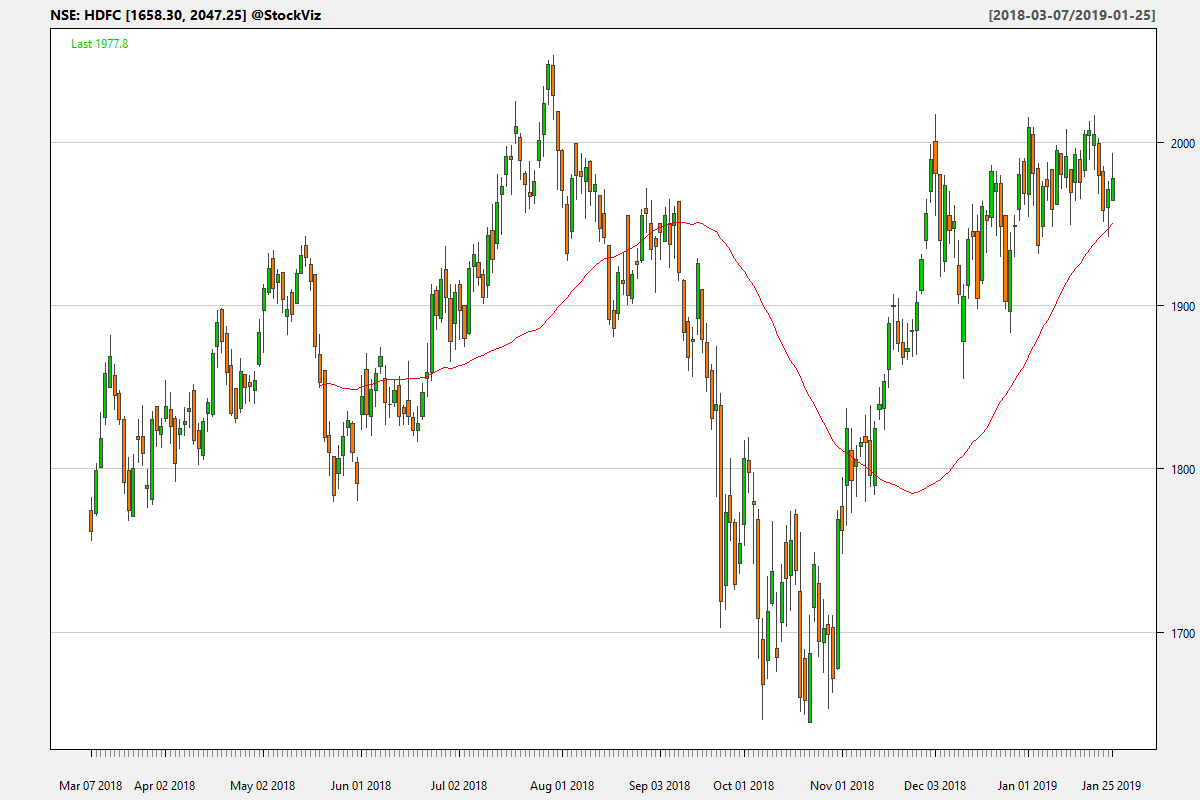 NSE: HDFC [1658.30, 2047.25] @StockViz
[2018-03-07/2019-01-25]
Last 1977.8
2000
1900
1800
1700
Mar 07 2018 Apr 02 2018 May 02 2018 Jun 01 2018 Jul 02 2018 Aug 01 2018 Sep 03 2018 Oct 01 2018 Nov 01 2018 Dec 03 2018 Jan 01 2019 Jan 25 2019